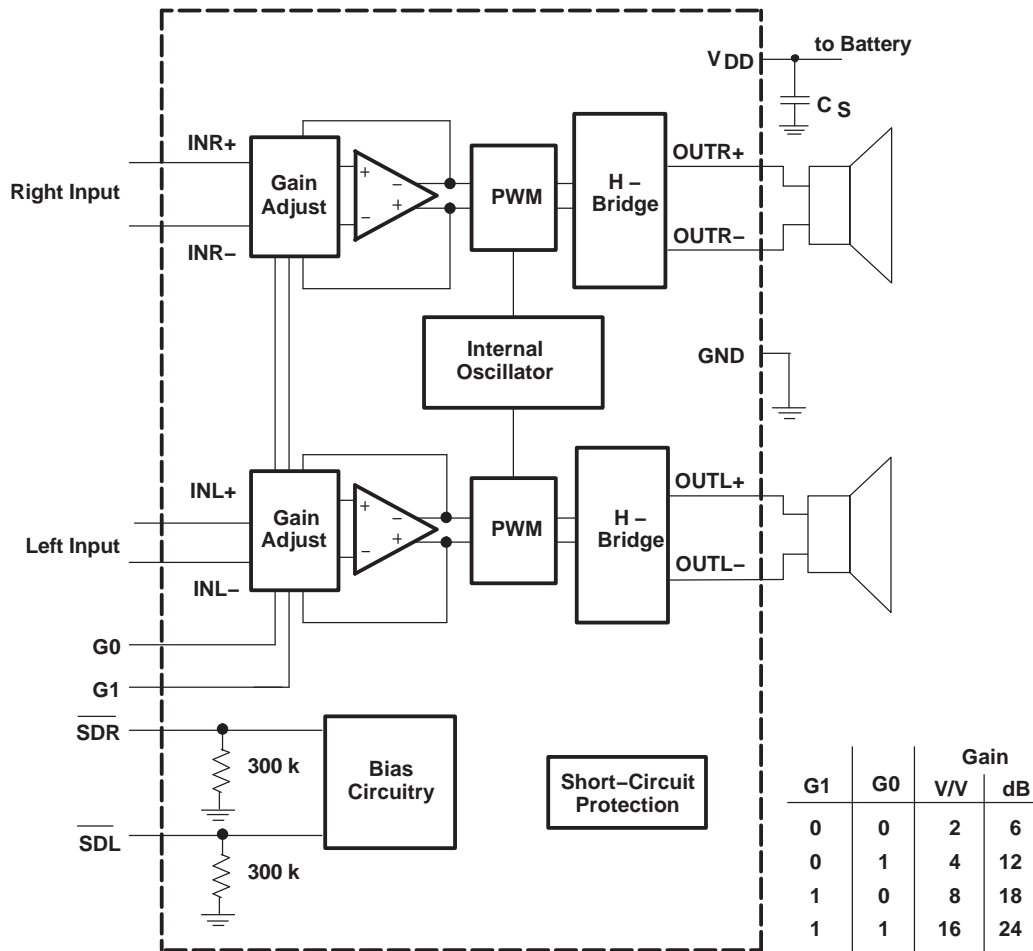 to Battery
VDD
CS
INR+
OUTR+
Right Input
Gain
Adjust
+
−
−
+
PWM
H −
Bridge
INR−
OUTR−
Internal
Oscillator
GND
INL+
OUTL+
Left Input
Gain
Adjust
+
−
−
+
PWM
H −
Bridge
INL−
OUTL−
G0
G1
SDR
300 k
Bias
Circuitry
Short−Circuit
Protection
SDL
300 k
Gain
G1 G0 V/V dB
0 0 2 6
0 1 4 12
1 0 8 18
1 1 16 24